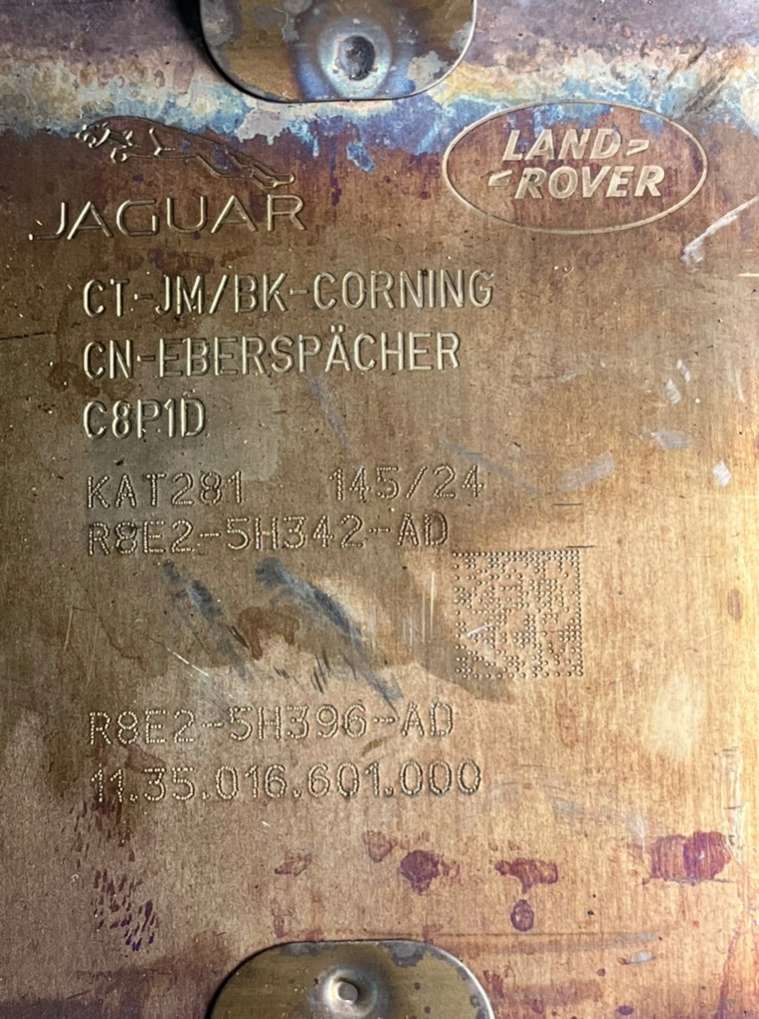 JAGUAR
LAND ROVER
CT-JM/BK-CORNING
CN-EBERSPÄCHER
C8P1D
KAT281 145/24
R8E2-5H342-AD
R8E2-5H396-AD
11.35.016.601.000